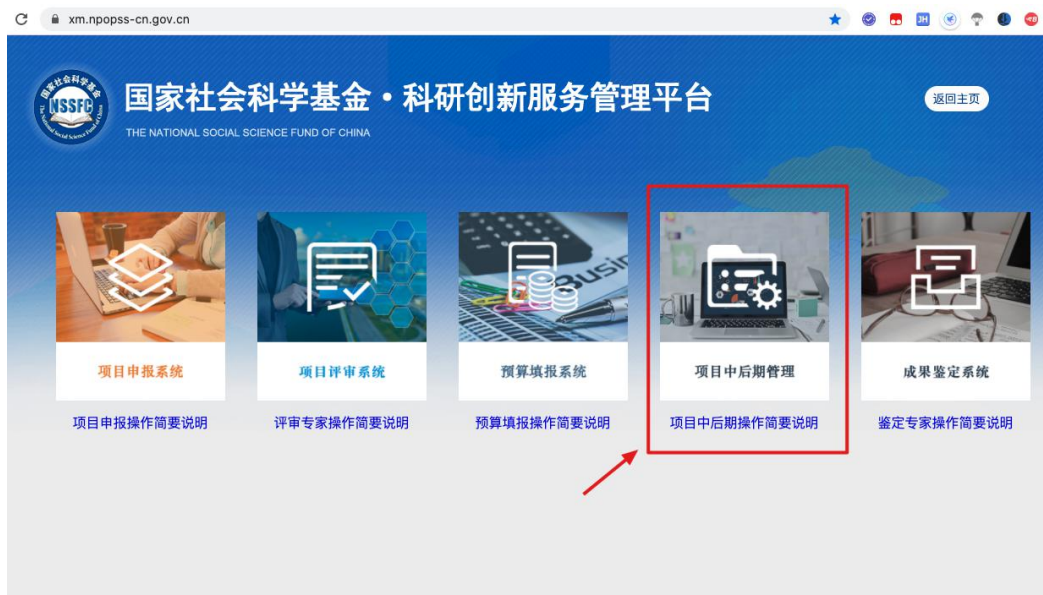 xm.npopss-cn.gov.cn
国家社会科学基金·科研创新服务管理平台
THE NATIONAL SOCIAL SCIENCE FUND OF CHINA
返回主页
NSSFC
Busin
项目申报系统
项目评审系统
预算填报系统
项目中后期管理
成果鉴定系统
项目申报操作简要说明
评审专家操作简要说明
预算填报操作简要说明
项目中后期操作简要说明
鉴定专家操作简要说明